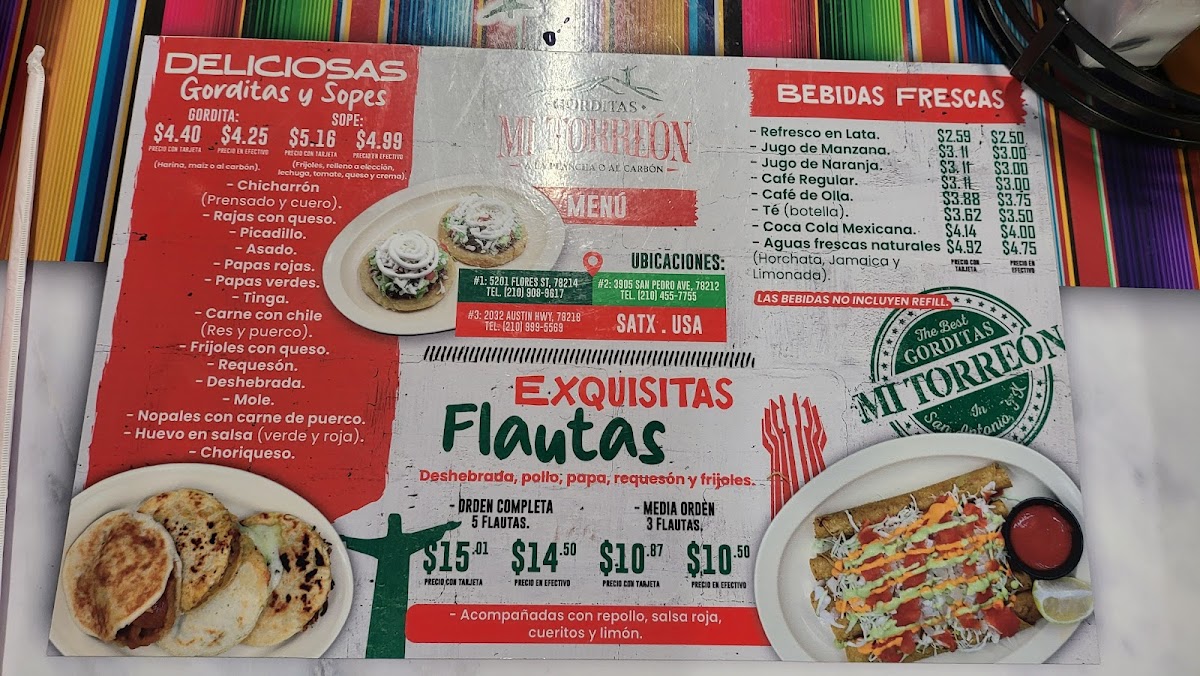 DELICIOSAS
Gorditas y Sopes
GORDITA:
SOPE:
$4.40 $4.25 $5.16 $4.99
PRECIO CON TARJETA PRECIO EN EFECTIVO PRECIO CON TARJETA PRECIO EN EFECTIVO
(Harina, maíz o al carbón).
(Frijoles, relleno a elección,
lechuga, tomate, queso y crema).
- Chicharrón
(Prensado y cuero).
- Rajas con queso.
- Picadillo.
- Asado.
- Papas rojas.
- Papas verdes.
- Tinga.
- Carne con chile
(Res y puerco).
- Frijoles con queso.
- Requesón.
- Deshebrada.
- Mole.
- Nopales con carne de puerco.
- Huevo en salsa (verde y roja).
- Choriqueso.
GORDITAS
MI TORREÓN
O AL CARBÓN
MENÚ
UBICACIONES:
#1: 5201 FLORES ST, 78214
TEL. (210) 908-9617
#2: 3905 SAN PEDRO AVE, 78212
TEL. (210) 455-7755
#3: 2032 AUSTIN HWY, 78218
TEL: (210) 999-5569
SATX . USA
EXQUISITAS
Flautas
Deshebrada, pollo, papa, requesón y frijoles.
- ORDEN COMPLETA
5 FLAUTAS.
- MEDIA ORDEN
3 FLAUTAS.
$15.01 $14.50 $10.87 $10.50
PRECIO CON TARJETA PRECIO EN EFECTIVO PRECIO CON TARJETA PRECIO EN EFECTIVO
- Acompañadas con repollo, salsa roja,
cueritos y limón.
BEBIDAS FRESCAS
- Refresco en Lata. $2.59 $2.50
- Jugo de Manzana. $3.11 $3.00
- Jugo de Naranja. $3.11 $3.00
- Café Regular. $3.11 $3.00
- Café de Olla. $3.88 $3.75
- Té (botella). $3.62 $3.50
- Coca Cola Mexicana. $4.14 $4.00
- Aguas frescas naturales $4.92 $4.75
(Horchata, Jamaica y
Limonada).
PRECIO CON
TARJETA
PRECIO EN
EFECTIVO
LAS BEBIDAS NO INCLUYEN REFILL.
The Best
GORDITAS
MI TORREÓN
In
San Antonio TX